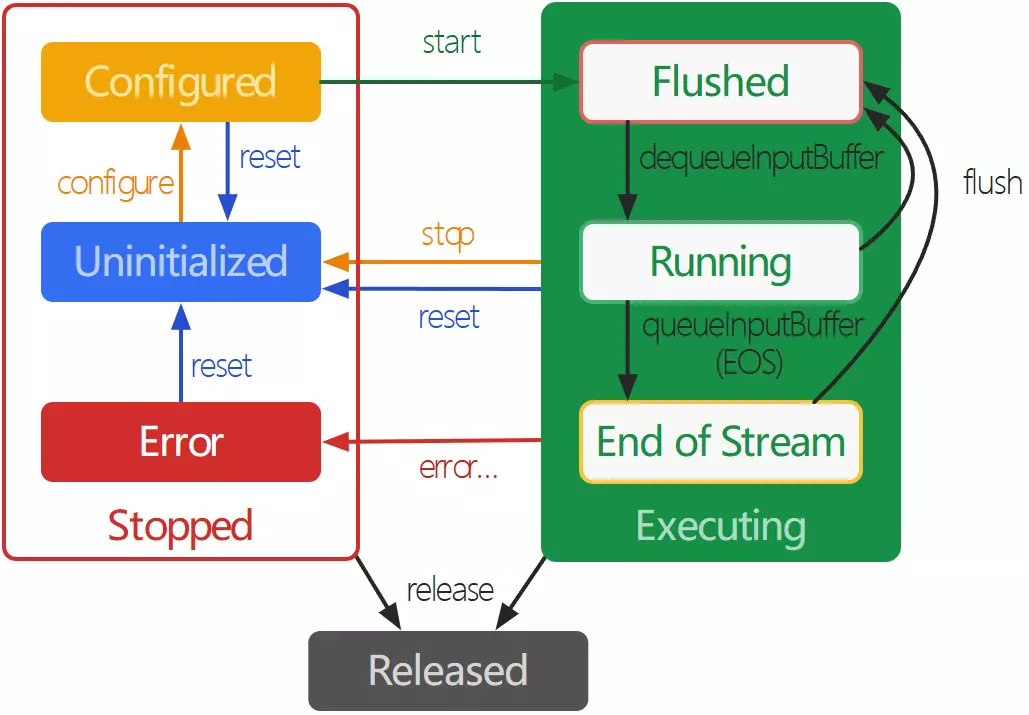 start
Configured
Flushed
reset
dequeueInputBuffer
configure
flush
stop
Uninitialized
Running
reset
queueInputBuffer
(EOS)
reset
Error
End of Stream
error...
Stopped
Executing
release
Released